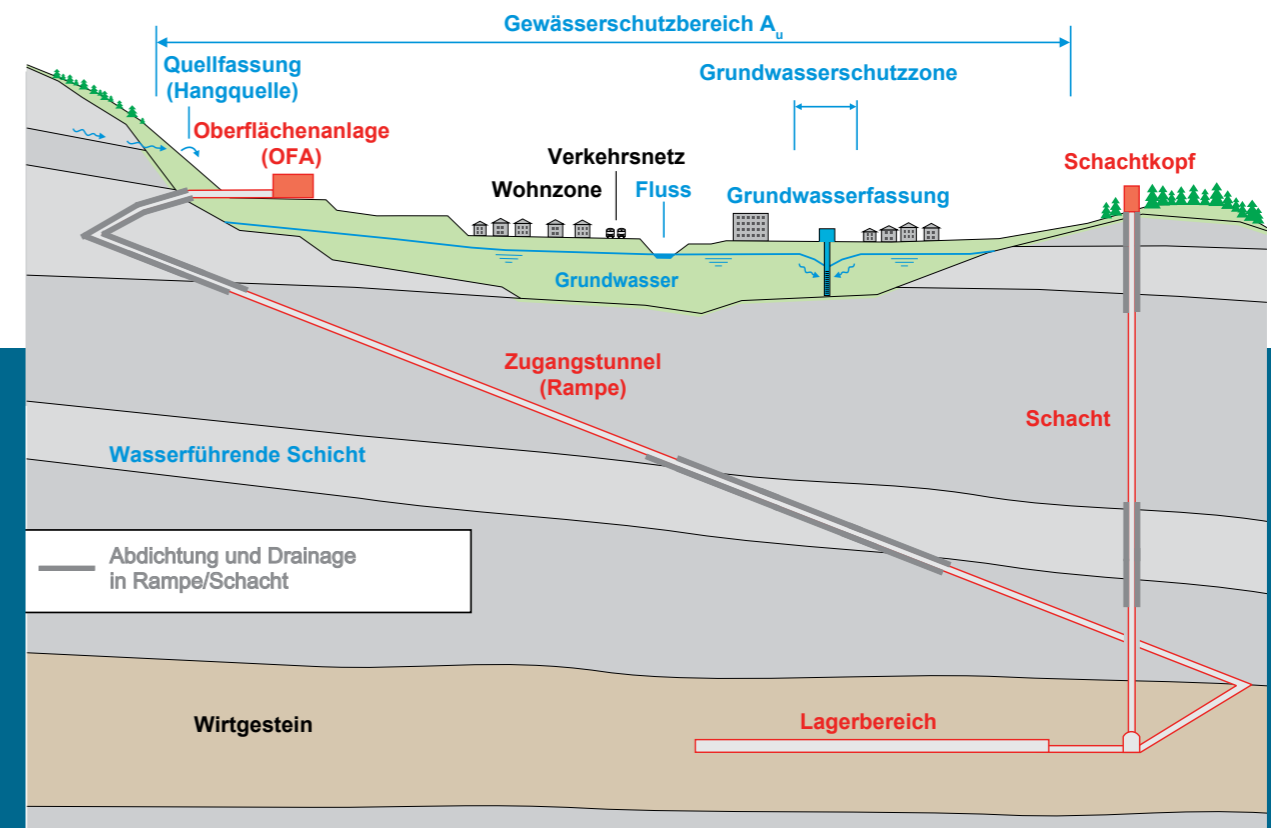 Gewässerschutzbereich Au
Quellfassung
(Hangquelle)
Grundwasserschutzzone
Oberflächenanlage
(OFA)
Verkehrsnetz
Wohnzone
Fluss
Grundwasserfassung
Schachtkopf
Grundwasser
Zugangstunnel
(Rampe)
Schacht
Wasserführende Schicht
Abdichtung und Drainage
in Rampe/Schacht
Wirtgestein
Lagerbereich